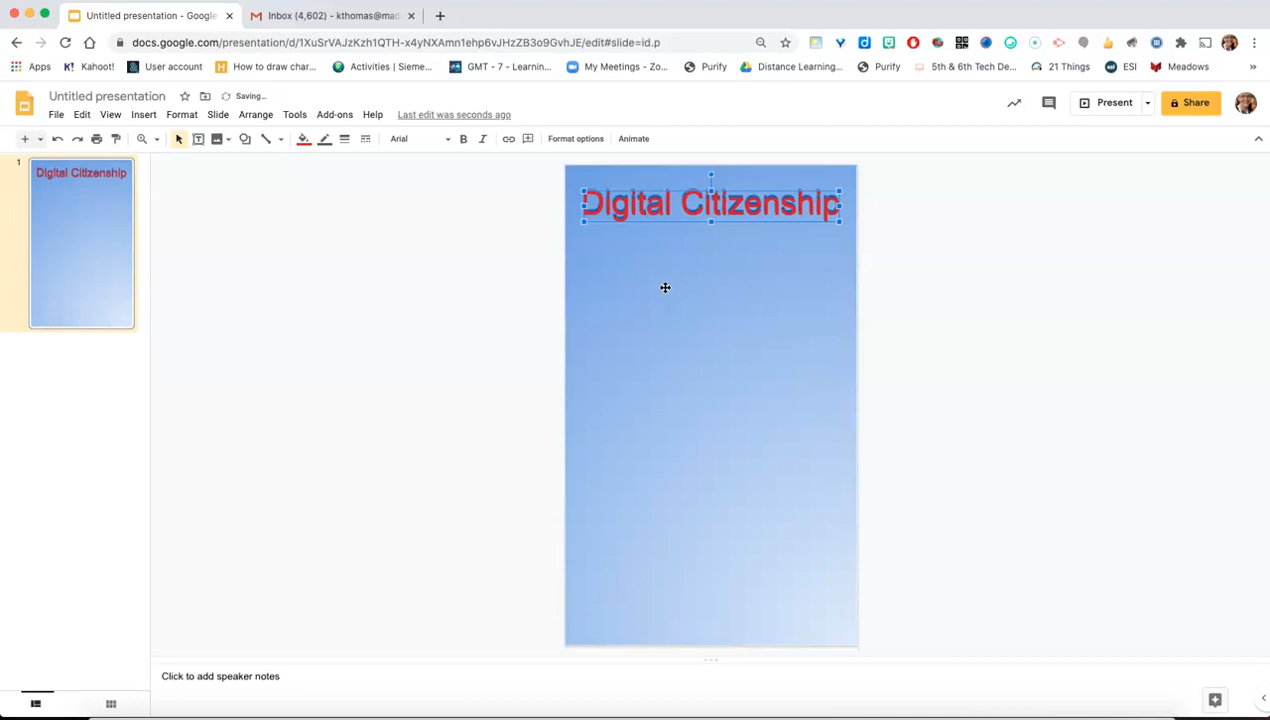 Untitled presentation - Google
Inbox (4,602) - kthomas@mad
docs.google.com/presentation/d/1XuSrVAJzKzh1QTH-x4yNXAmn1ehp6vJHzZB3o9GvhJE/edit#slide=id.p
Apps Kahoot! User account How to draw char... Activities | Sieme... GMT - 7 - Learnin... My Meetings - Zo... Purify Distance Learning... Purify 5th & 6th Tech De... 21 Things ESI Meadows »
Untitled presentation Saving...
File Edit View Insert Format Slide Arrange Tools Add-ons Help Last edit was seconds ago
Present Share
Arial B I Format options Animate
1
Digital Citizenship
Digital Citizenship
Click to add speaker notes